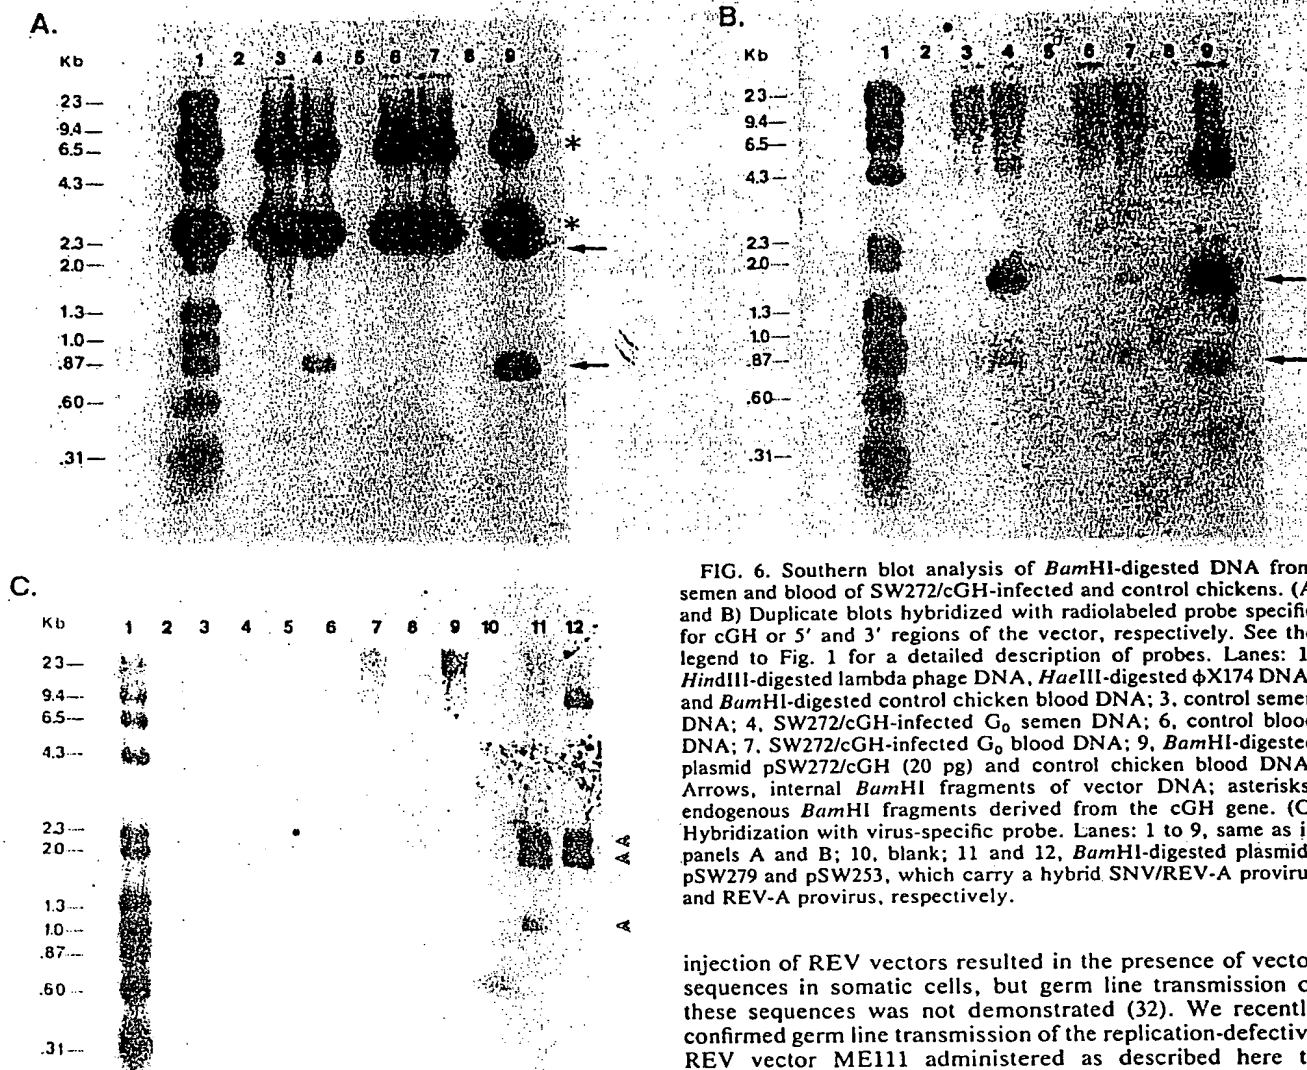 A.
Kb 1 2 3 4 5 6 7 8 9
23
9.4
6.5
4.3
2.3
2.0
1.3
1.0
.87
.60
.31
*
*
B.
Kb 1 2 3 4 5 6 7 8 9
23
9.4
6.5
4.3
2.3
2.0
1.3
1.0
.87
.60
.31
C.
Kb 1 2 3 4 5 6 7 8 9 10 11 12
23
9.4
6.5
4.3
2.3
2.0
1.3
1.0
.87
.60
.31
FIG. 6. Southern blot analysis of BamHI-digested DNA from
semen and blood of SW272/cGH-infected and control chickens. (A
and B) Duplicate blots hybridized with radiolabeled probe specific
for cGH or 5′ and 3′ regions of the vector, respectively. See the
legend to Fig. 1 for a detailed description of probes. Lanes: 1,
HindIII-digested lambda phage DNA, HaeIII-digested ϕX174 DNA
and BamHI-digested control chicken blood DNA; 3, control semen
DNA; 4, SW272/cGH-infected G₀ semen DNA; 6, control blood
DNA; 7, SW272/cGH-infected G₀ blood DNA; 9, BamHI-digested
plasmid pSW272/cGH (20 pg) and control chicken blood DNA
Arrows, internal BamHI fragments of vector DNA; asterisks
endogenous BamHI fragments derived from the cGH gene. (C
Hybridization with virus-specific probe. Lanes: 1 to 9, same as i
panels A and B; 10, blank; 11 and 12, BamHI-digested plasmid
pSW279 and pSW253, which carry a hybrid SNV/REV-A proviru
and REV-A provirus, respectively.
injection of REV vectors resulted in the presence of vecto
sequences in somatic cells, but germ line transmission o
these sequences was not demonstrated (32). We recentl
confirmed germ line transmission of the replication-defectiv
REV vector ME111 administered as described here t